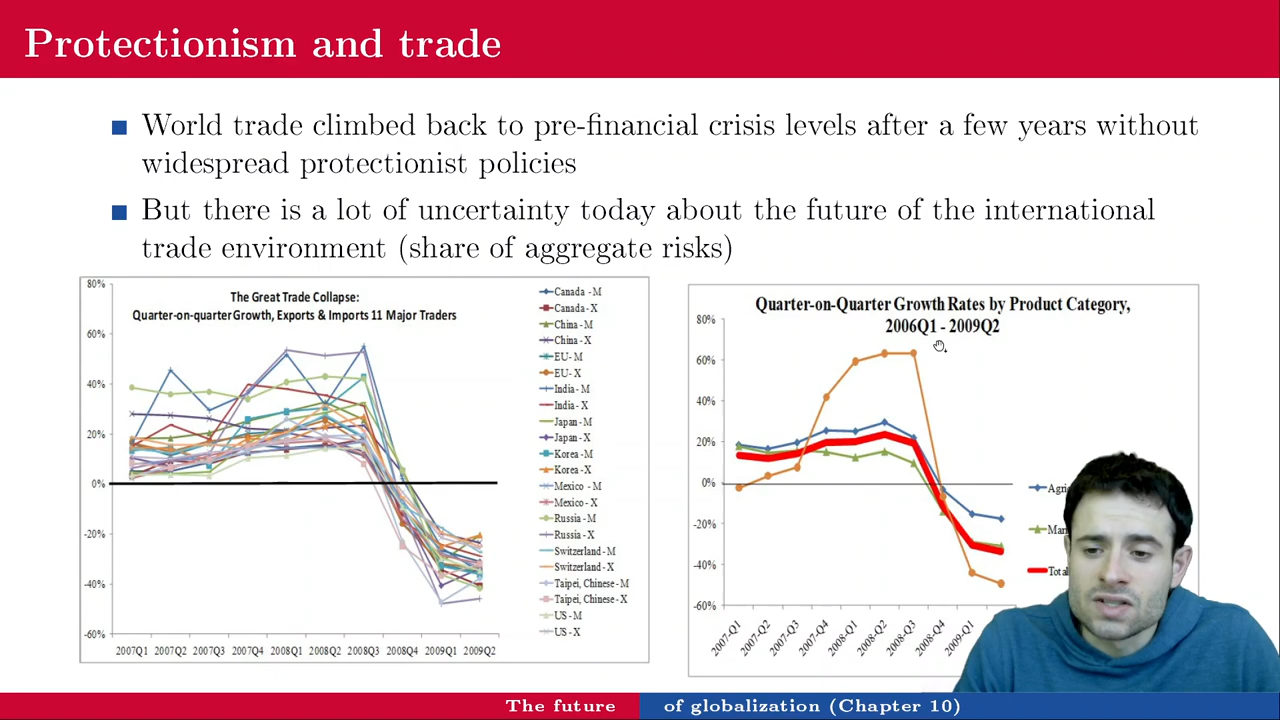 Protectionism and trade
World trade climbed back to pre-financial crisis levels after a few years without
widespread protectionist policies
But there is a lot of uncertainty today about the future of the international
trade environment (share of aggregate risks)
The Great Trade Collapse:
Quarter-on-quarter Growth, Exports & Imports 11 Major Traders
80%
60%
40%
20%
0%
-20%
-40%
-60%
2007Q1 2007Q2 2007Q3 2007Q4 2008Q1 2008Q2 2008Q3 2008Q4 2009Q1 2009Q2
Canada - M
Canada - X
China - M
China - X
EU - M
EU - X
India - M
India - X
Japan - M
Japan - X
Korea - M
Korea - X
Mexico - M
Mexico - X
Russia - M
Russia - X
Switzerland - M
Switzerland - X
Taipei, Chinese - M
Taipei, Chinese - X
US - M
US - X
Quarter-on-Quarter Growth Rates by Product Category,
2006Q1 - 2009Q2
80%
60%
40%
20%
0%
-20%
-40%
-60%
2007-Q1 2007-Q2 2007-Q3 2007-Q4 2008-Q1 2008-Q2 2008-Q3 2008-Q4 2009-Q1
Total
The future of globalization (Chapter 10)